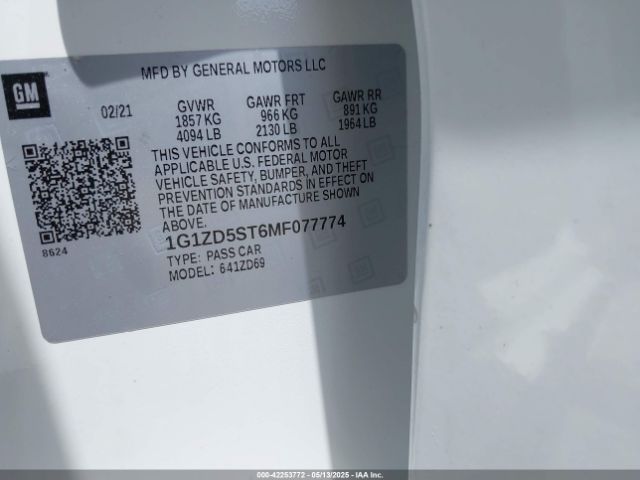 MFD BY GENERAL MOTORS LLC
GM
02/21
GVWR GAWR FRT GAWR RR
1857 KG 966 KG 891 KG
4094 LB 2130 LB 1964 LB
THIS VEHICLE CONFORMS TO ALL
APPLICABLE U.S. FEDERAL MOTOR
VEHICLE SAFETY, BUMPER, AND THEFT
PREVENTION STANDARDS IN EFFECT ON
THE DATE OF MANUFACTURE SHOWN
ABOVE.
8624
1G1ZD5ST6MF077774
TYPE: PASS CAR
MODEL: 641ZD69
000-42253772 - 05/13/2025 - IAA Inc.